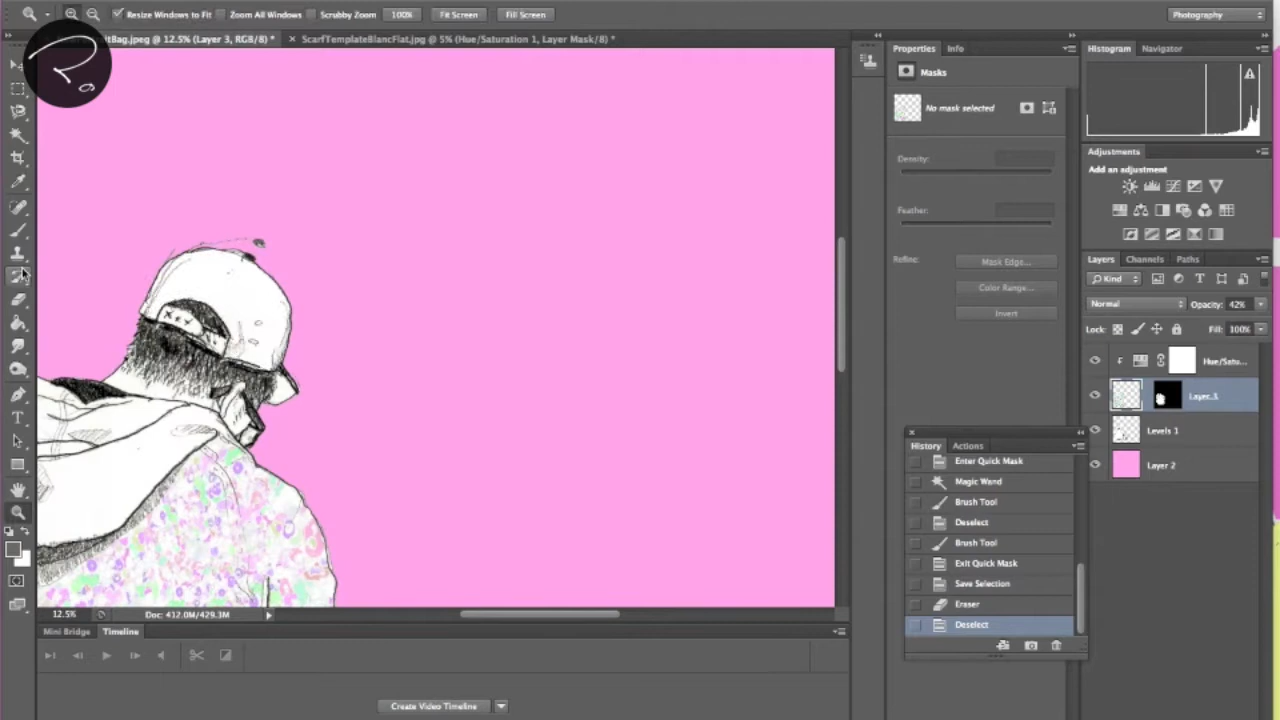 Resize Windows to Fit Zoom All Windows Scrubby Zoom 100% Fit Screen Fill Screen Photography
itBag.jpeg @ 12.5% (Layer 3, RGB/8) * × ScarfTemplateBlancFlat.jpg @ 5% (Hue/Saturation 1, Layer Mask/8) *
Properties Info
Histogram Navigator
Masks
No mask selected
Density:
Feather:
Refine:
Mask Edge...
Color Range...
Invert
Adjustments
Add an adjustment
Layers Channels Paths
Kind
Normal Opacity: 42%
Lock: Fill: 100%
Hue/Satu...
Layer 3
Levels 1
Layer 2
History Actions
Enter Quick Mask
Magic Wand
Brush Tool
Deselect
Brush Tool
Exit Quick Mask
Save Selection
Eraser
Deselect
12.5% Doc: 412.0M/429.3M
Mini Bridge Timeline
Create Video Timeline